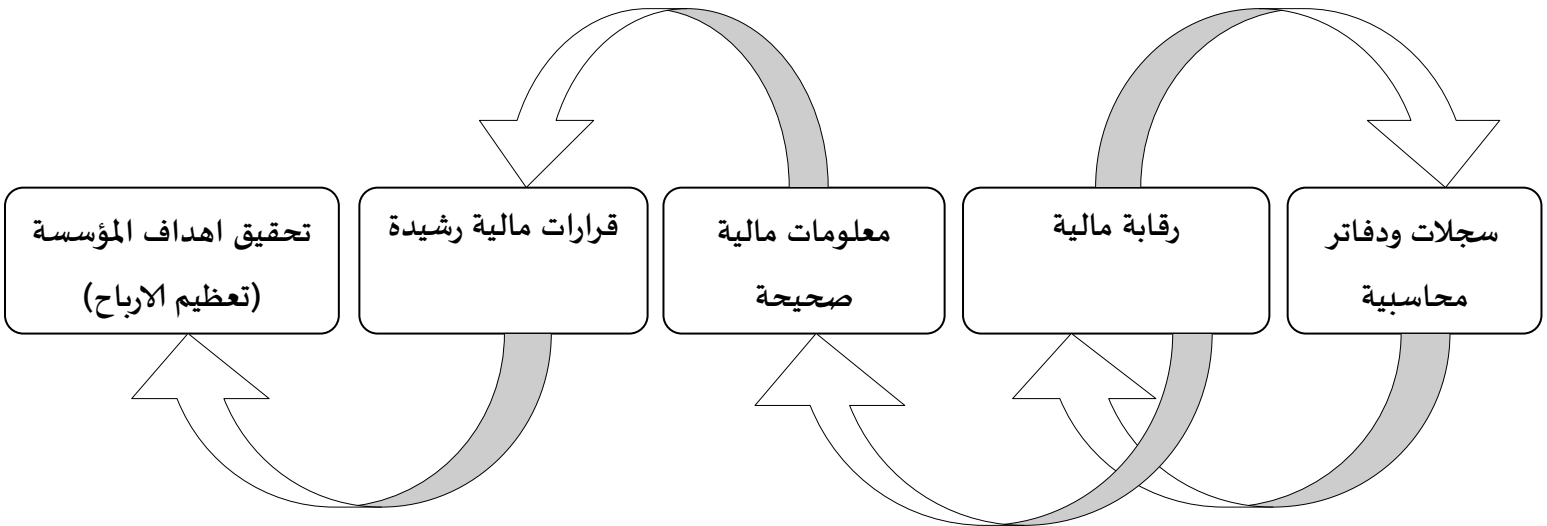 سجلات ودفاتر
محاسبية
رقابة مالية
معلومات مالية
صحيحة
قرارات مالية رشيدة
تحقيق اهداف المؤسسة
(تعظيم الارباح)